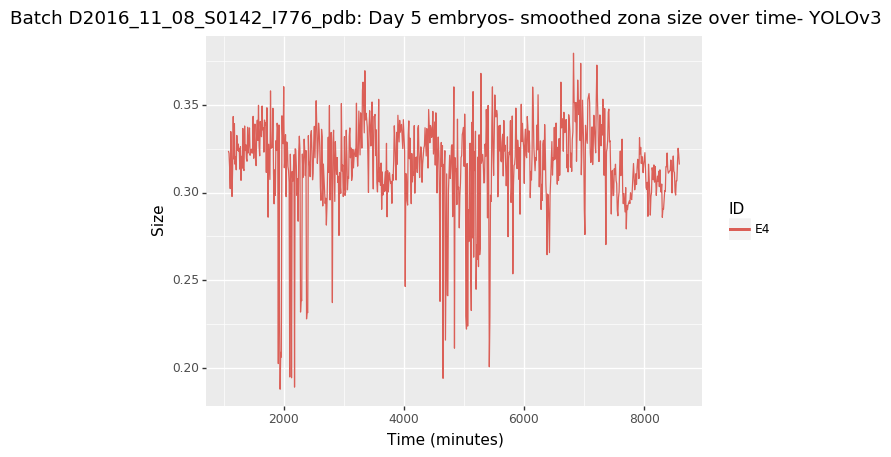 Batch D2016_11_08_S0142_I776_pdb: Day 5 embryos- smoothed zona size over time- YOLOv3
0.35
0.30
0.25
0.20
Size
2000
4000
6000
8000
Time (minutes)
ID
E4